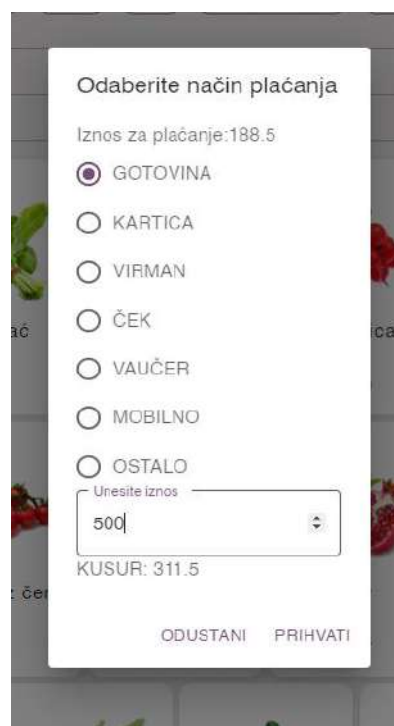 Odaberite način plaćanja
Iznos za plaćanje:188.5
GOTOVINA
KARTICA
VIRMAN
ČEK
VAUČER
MOBILNO
OSTALO
Unesite iznos
500
KUSUR: 311.5
ODUSTANI PRIHVATI